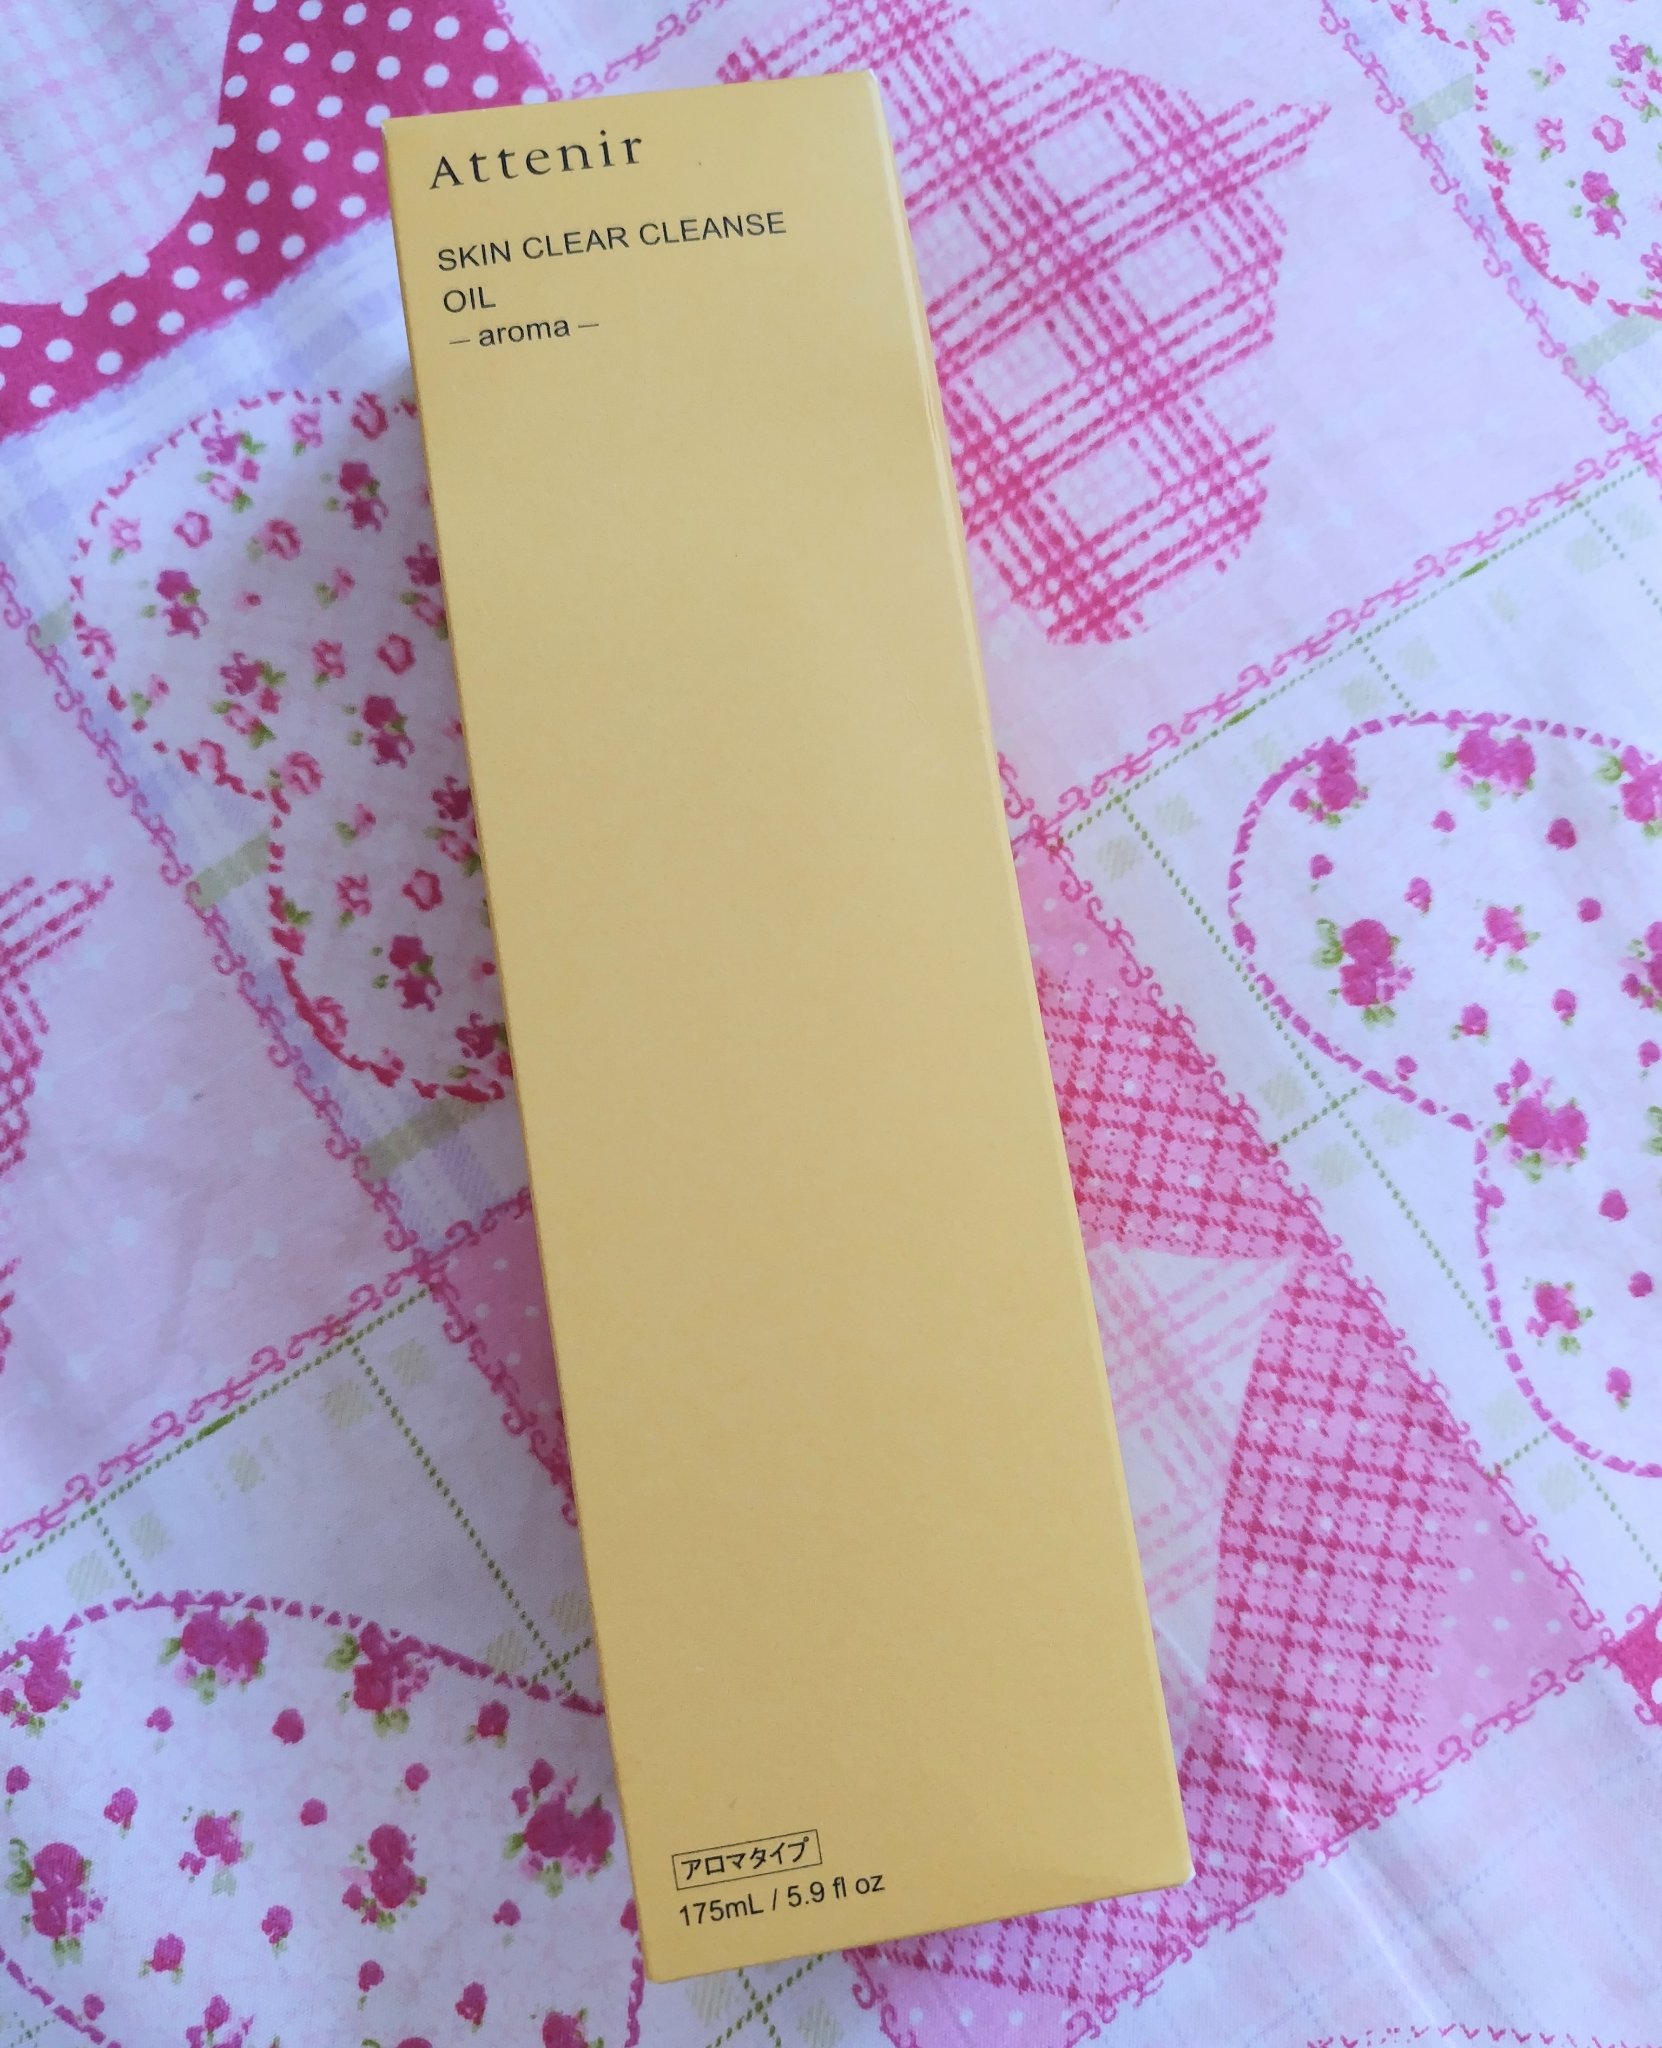 Attenir
SKIN CLEAR CLEANSE
OIL
– aroma –
アロマタイプ
175mL / 5.9 fl oz